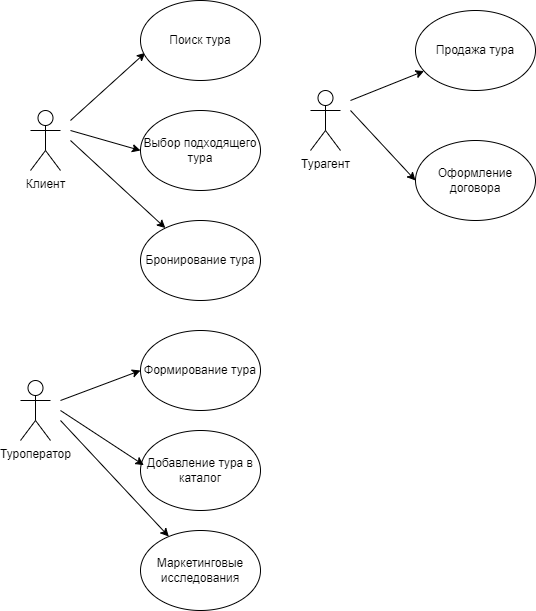 Поиск тура
Выбор подходящего
тура
Клиент
Бронирование тура
Продажа тура
Турагент
Оформление
договора
Формирование тура
Туроператор
Добавление тура в
каталог
Маркетинговые
исследования